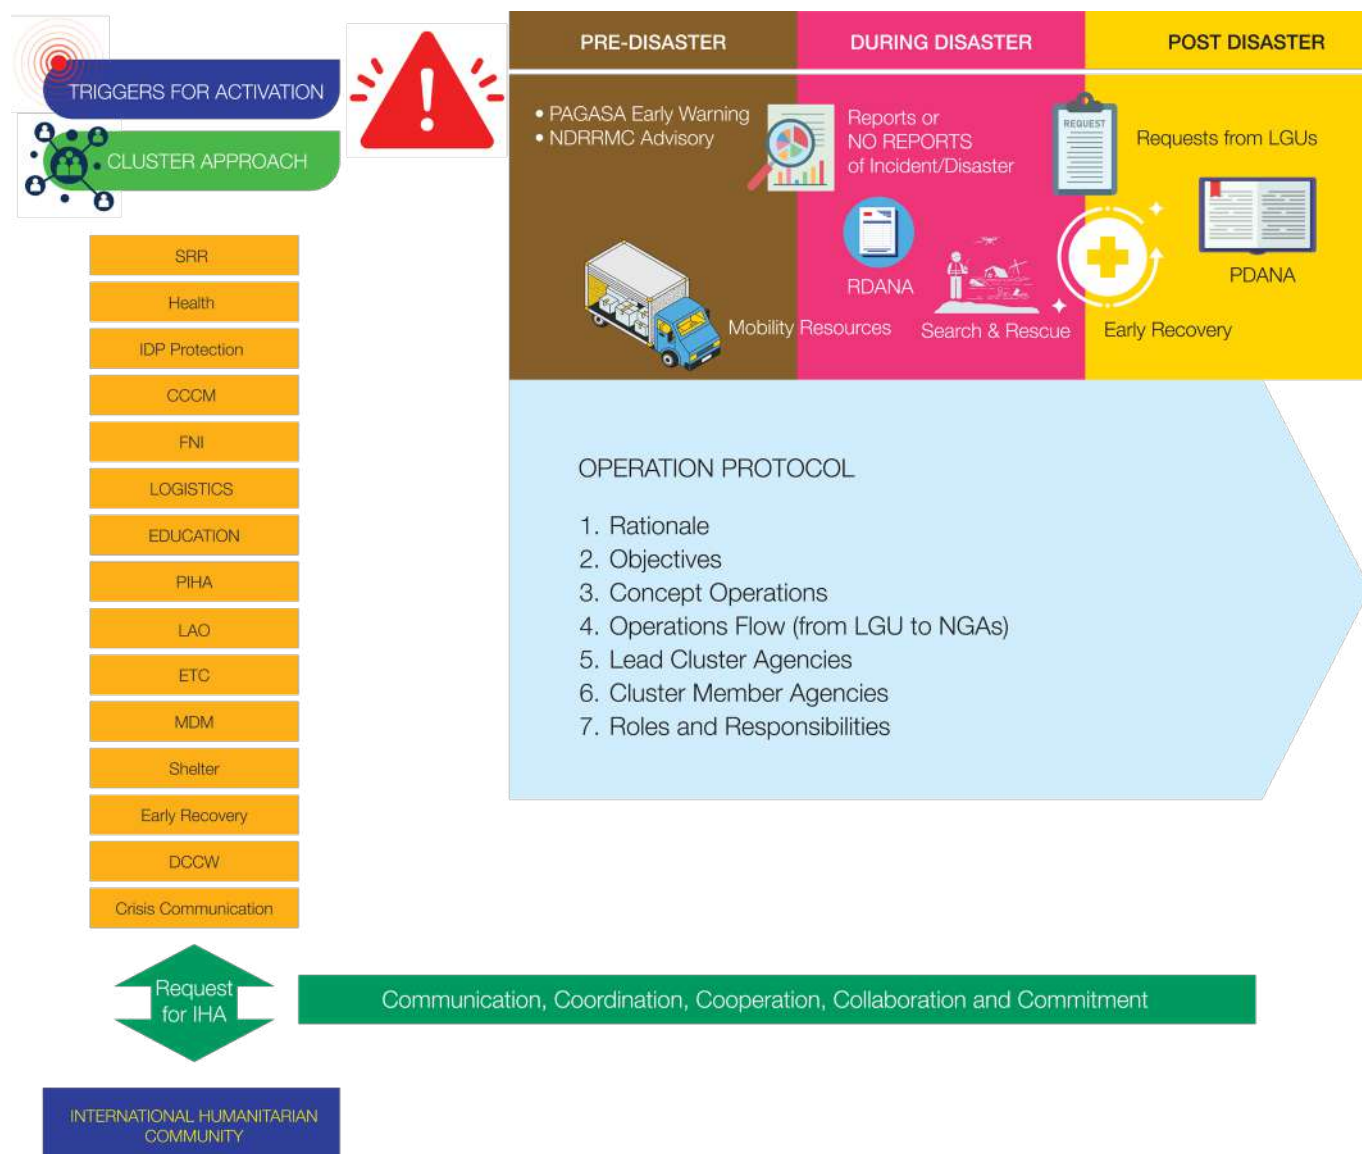 TRIGGERS FOR ACTIVATION
CLUSTER APPROACH
PRE-DISASTER
DURING DISASTER
POST DISASTER
• PAGASA Early Warning
• NDRRMC Advisory
Reports or
NO REPORTS
of Incident/Disaster
REQUEST
Requests from LGUs
RDANA
PDANA
Mobility Resources
Search & Rescue
Early Recovery
SRR
Health
IDP Protection
CCCM
FNI
LOGISTICS
EDUCATION
PIHA
LAO
ETC
MDM
Shelter
Early Recovery
DCCW
Crisis Communication
OPERATION PROTOCOL
1. Rationale
2. Objectives
3. Concept Operations
4. Operations Flow (from LGU to NGAs)
5. Lead Cluster Agencies
6. Cluster Member Agencies
7. Roles and Responsibilities
Request
for IHA
Communication, Coordination, Cooperation, Collaboration and Commitment
INTERNATIONAL HUMANITARIAN
COMMUNITY